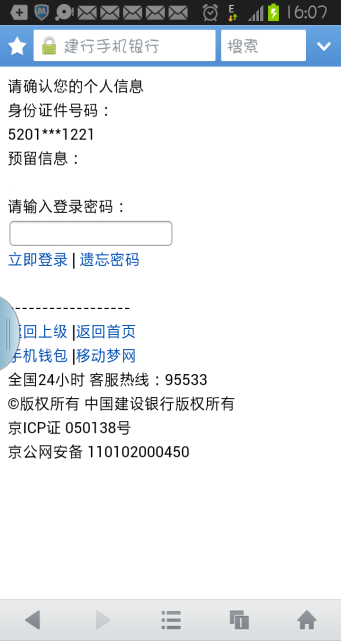 E 16:07
建行手机银行 搜索
请确认您的个人信息
身份证件号码：
5201***1221
预留信息：
请输入登录密码：
立即登录 | 遗忘密码
------------------
返回上级 |返回首页
手机钱包 |移动梦网
全国24小时 客服热线：95533
©版权所有 中国建设银行版权所有
京ICP证 050138号
京公网安备 110102000450